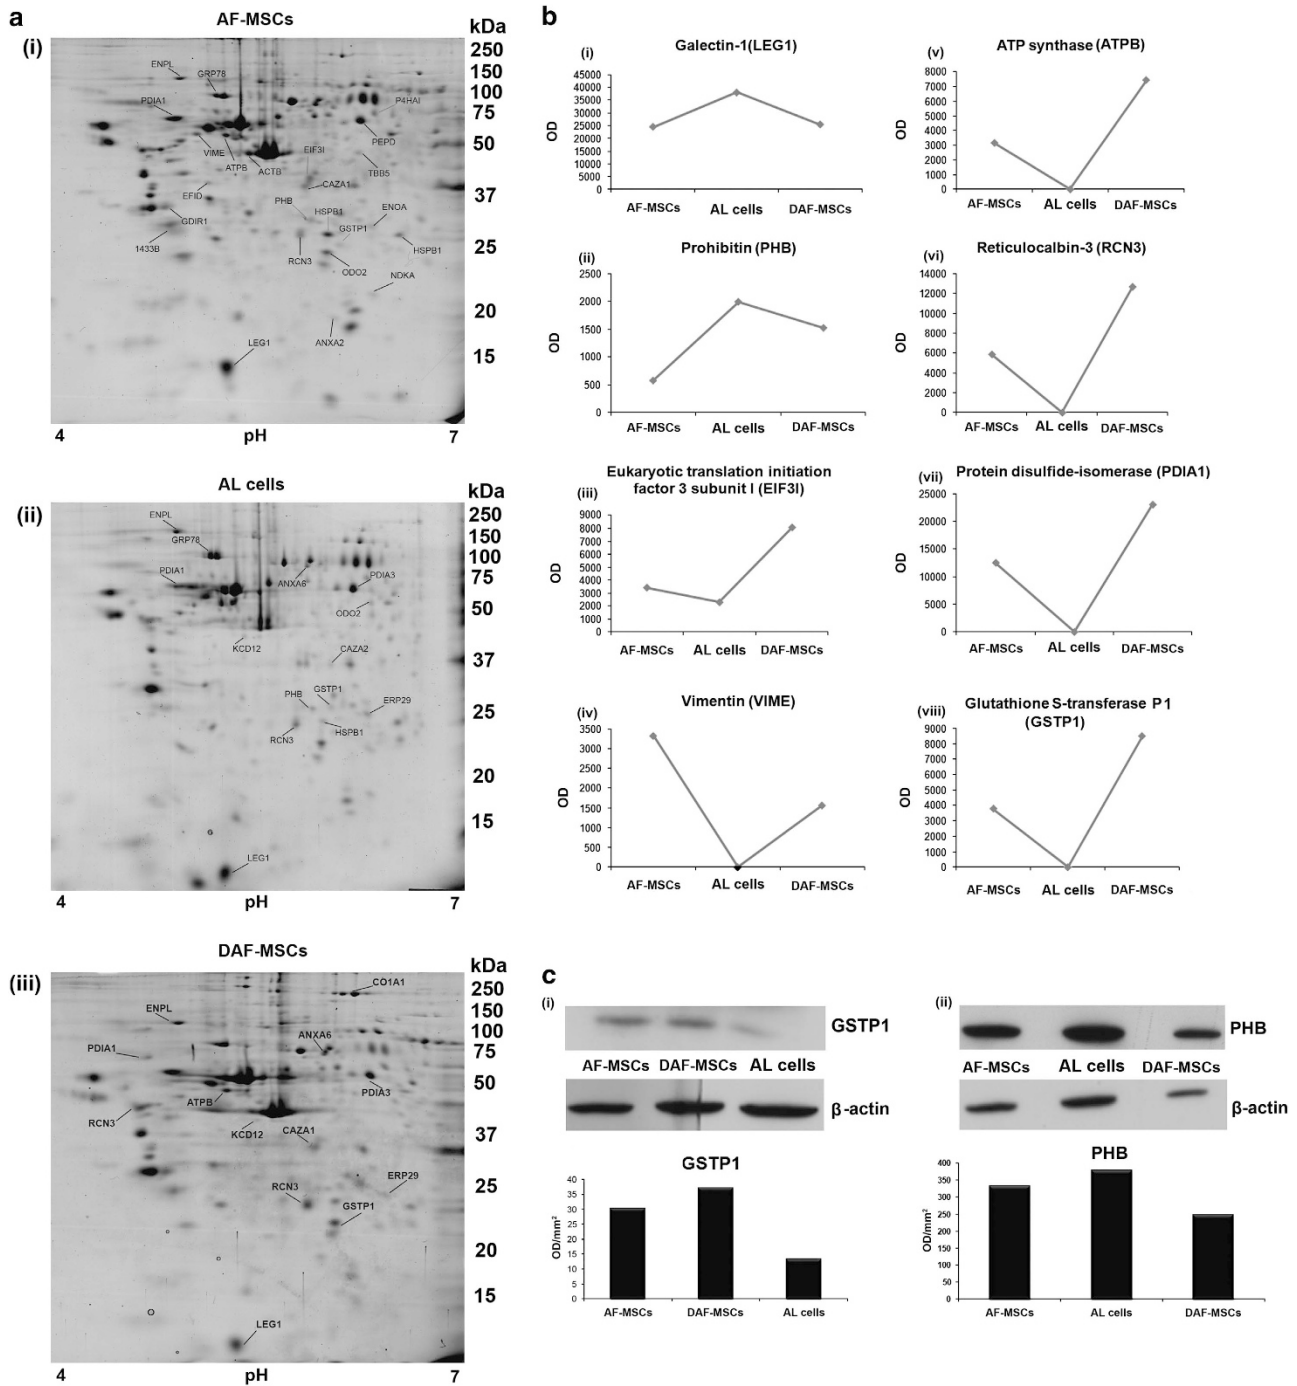 a
AF-MSCs
(i)
kDa
250
150
100
75
50
37
25
20
15
ENPL
GRP78
PDIA1
P4HAI
PEPD
VIME
ATPB
ACTB
EIF3I
TBB5
CAZA1
EFID
PHB
HSPB1
ENOA
GDIR1
GSTP1
1433B
HSPB1
RCN3
ODO2
NDKA
ANXA2
LEG1
4
pH
7
AL cells
(ii)
kDa
250
150
100
75
50
37
25
20
15
ENPL
GRP78
PDIA1
ANXA6
PDIA3
ODO2
KCD12
CAZA2
PHB
GSTP1
ERP29
RCN3
HSPB1
LEG1
4
pH
7
DAF-MSCs
(iii)
kDa
250
150
100
75
50
37
25
20
15
CO1A1
ENPL
ANXA6
PDIA1
PDIA3
ATPB
RCN3
KCD12
CAZA1
ERP29
RCN3
GSTP1
LEG1
4
pH
7
b
(i)
Galectin-1(LEG1)
OD
45000
40000
35000
30000
25000
20000
15000
10000
5000
0
AF-MSCs AL cells DAF-MSCs
(ii)
Prohibitin (PHB)
OD
2500
2000
1500
1000
500
0
AF-MSCs AL cells DAF-MSCs
(iii)
Eukaryotic translation initiation
factor 3 subunit I (EIF3I)
OD
9000
8000
7000
6000
5000
4000
3000
2000
1000
0
AF-MSCs AL cells DAF-MSCs
(iv)
Vimentin (VIME)
OD
3500
3000
2500
2000
1500
1000
500
0
AF-MSCs AL cells DAF-MSCs
(v)
ATP synthase (ATPB)
OD
8000
7000
6000
5000
4000
3000
2000
1000
0
AF-MSCs AL cells DAF-MSCs
(vi)
Reticulocalbin-3 (RCN3)
OD
14000
12000
10000
8000
6000
4000
2000
0
AF-MSCs AL cells DAF-MSCs
(vii)
Protein disulfide-isomerase (PDIA1)
OD
25000
20000
15000
10000
5000
0
AF-MSCs AL cells DAF-MSCs
(viii)
Glutathione S-transferase P1
(GSTP1)
OD
9000
8000
7000
6000
5000
4000
3000
2000
1000
0
AF-MSCs AL cells DAF-MSCs
c
(i)
GSTP1
AF-MSCs DAF-MSCs AL cells
β-actin
GSTP1
OD/mm²
40
35
30
25
20
15
10
5
0
AF-MSCs DAF-MSCs AL cells
(ii)
PHB
AF-MSCs AL cells DAF-MSCs
β-actin
PHB
OD/mm²
400
350
300
250
200
150
100
50
0
AF-MSCs AL cells DAF-MSCs